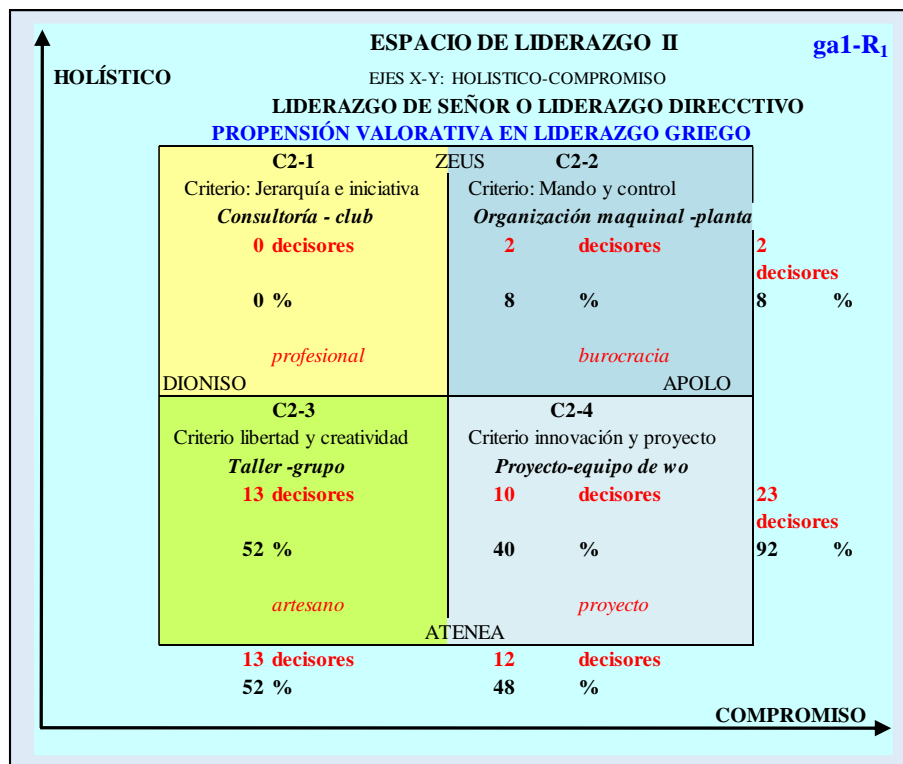 ESPACIO DE LIDERAZGO II
ga1-R1
HOLÍSTICO
EJES X-Y: HOLISTICO-COMPROMISO
LIDERAZGO DE SEÑOR O LIDERAZGO DIRECCTIVO
PROPENSIÓN VALORATIVA EN LIDERAZGO GRIEGO
C2-1 ZEUS C2-2
Criterio: Jerarquía e iniciativa Criterio: Mando y control
Consultoría - club Organización maquinal -planta
0 decisores 2 decisores 2
decisores
0 % 8 % 8 %
profesional burocracia
DIONISO APOLO
C2-3 C2-4
Criterio libertad y creatividad Criterio innovación y proyecto
Taller -grupo Proyecto-equipo de wo
13 decisores 10 decisores 23
decisores
52 % 40 % 92 %
artesano proyecto
ATENEA
13 decisores 12 decisores
52 % 48 %
COMPROMISO